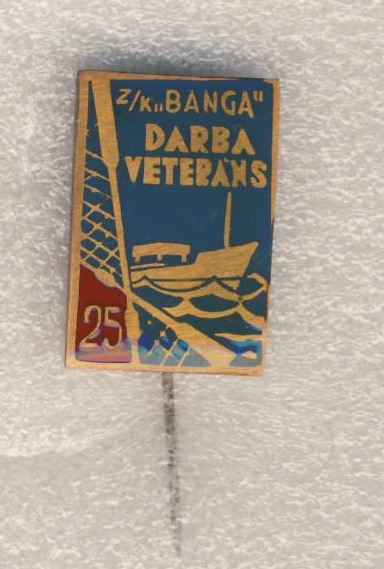 z/k „BANGA"
DARBA
VETERĀNS
25